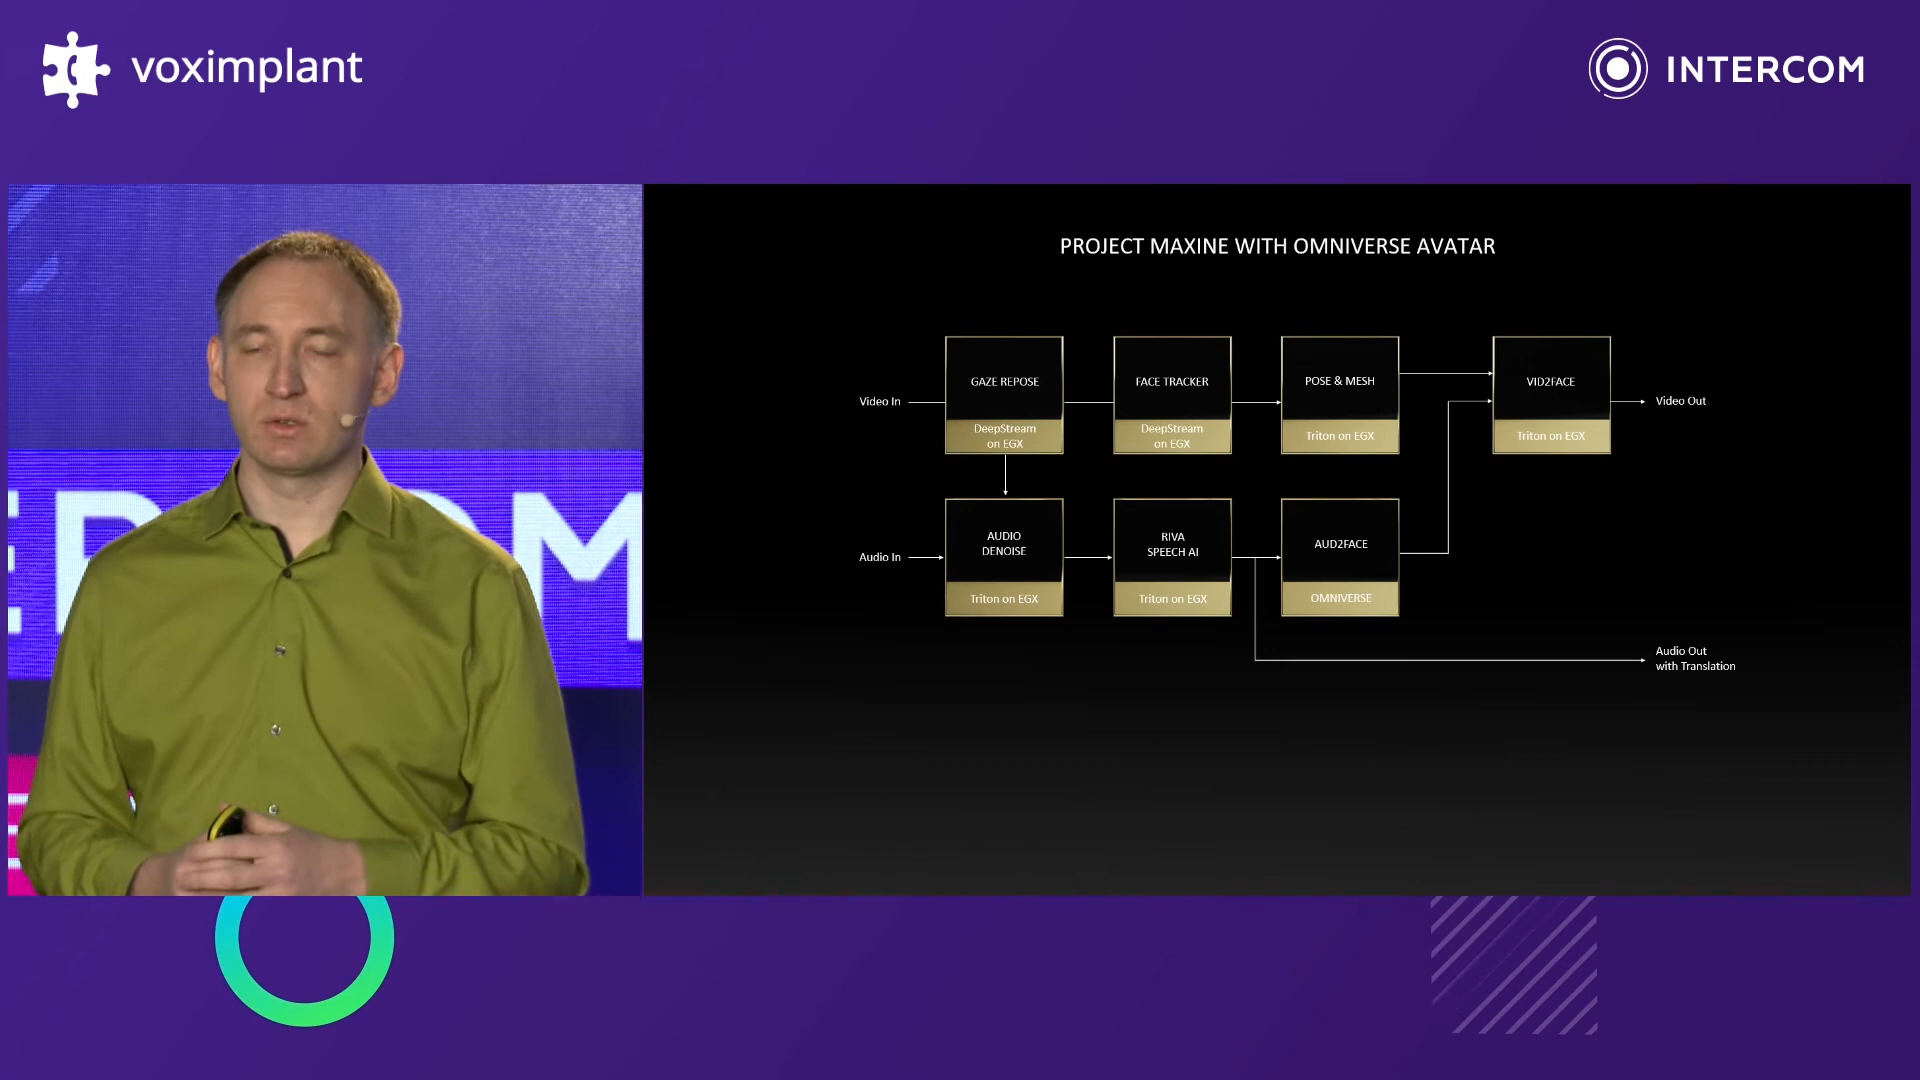 voximplant
INTERCOM
PROJECT MAXINE WITH OMNIVERSE AVATAR
Video In
GAZE REPOSE
DeepStream
on EGX
FACE TRACKER
DeepStream
on EGX
POSE & MESH
Triton on EGX
VID2FACE
Triton on EGX
Video Out
Audio In
AUDIO
DENOISE
Triton on EGX
RIVA
SPEECH AI
Triton on EGX
AUD2FACE
OMNIVERSE
Audio Out
with Translation